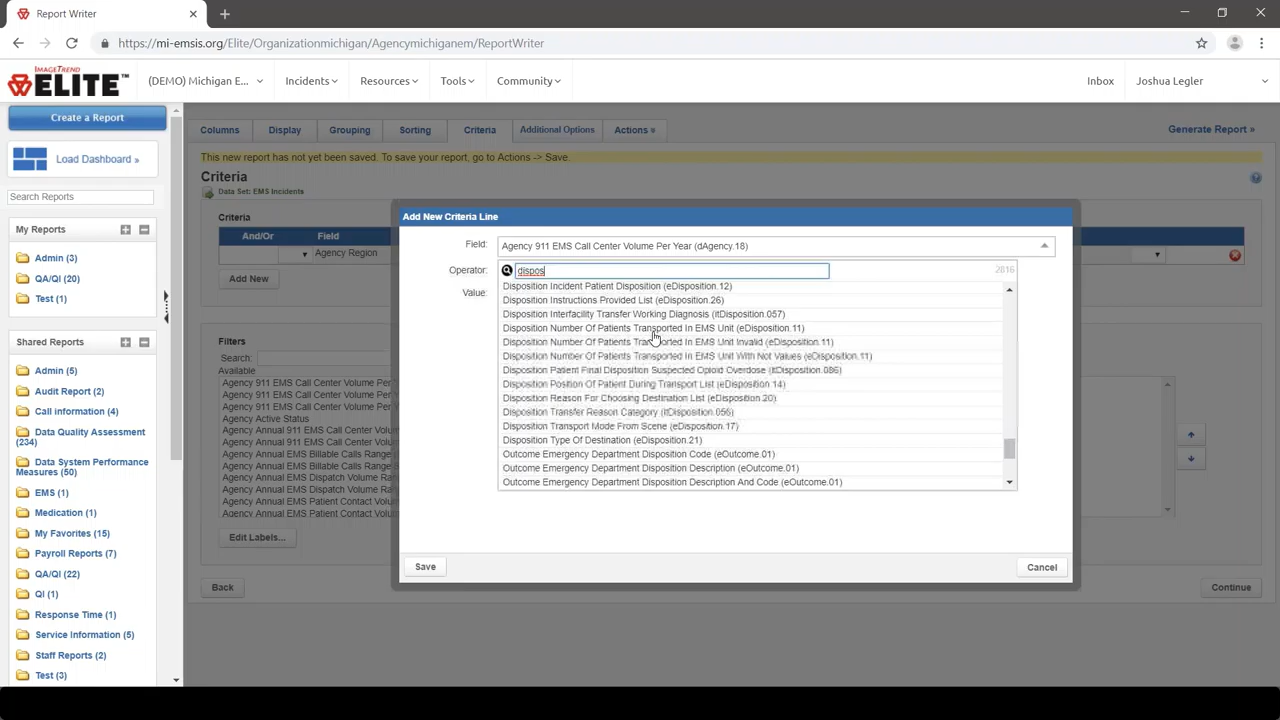 Report Writer
https://mi-emsis.org/Elite/Organizationmichigan/Agencymichiganem/ReportWriter
IMAGETREND
ELITE™
(DEMO) Michigan E...
Incidents
Resources
Tools
Community
Inbox
Joshua Legler
Create a Report
Load Dashboard »
Search Reports
My Reports
Admin (3)
QA/QI (20)
Test (1)
Shared Reports
Admin (5)
Audit Report (2)
Call information (4)
Data Quality Assessment
(234)
Data System Performance
Measures (50)
EMS (1)
Medication (1)
My Favorites (15)
Payroll Reports (7)
QA/QI (22)
QI (1)
Response Time (1)
Service Information (5)
Staff Reports (2)
Test (3)
Columns
Display
Grouping
Sorting
Criteria
Additional Options
Actions
Generate Report »
This new report has not yet been saved. To save your report, go to Actions -> Save.
Criteria
Data Set: EMS Incidents
Criteria
And/Or
Field
Agency Region
Add New
Filters
Search:
Available
Agency 911 EMS Call Center Volume Per
Agency 911 EMS Call Center Volume Per
Agency 911 EMS Call Center Volume Per
Agency Active Status
Agency Annual 911 EMS Call Center Volum
Agency Annual EMS Billable Calls Range
Agency Annual EMS Billable Calls Range
Agency Annual EMS Dispatch Volume Ra
Agency Annual EMS Dispatch Volume Ran
Agency Annual EMS Patient Contact Volum
Agency Annual EMS Patient Contact Volum
Edit Labels...
Back
Continue
Add New Criteria Line
Field:
Agency 911 EMS Call Center Volume Per Year (dAgency.18)
Operator:
dispos
2016
Value:
Disposition Incident Patient Disposition (eDisposition.12)
Disposition Instructions Provided List (eDisposition.26)
Disposition Interfacility Transfer Working Diagnosis (itDisposition.057)
Disposition Number Of Patients Transported In EMS Unit (eDisposition.11)
Disposition Number Of Patients Transported In EMS Unit Invalid (eDisposition.11)
Disposition Number Of Patients Transported In EMS Unit With Not Values (eDisposition.11)
Disposition Patient Final Disposition Suspected Opioid Overdose (itDisposition.086)
Disposition Position Of Patient During Transport List (eDisposition.14)
Disposition Reason For Choosing Destination List (eDisposition.20)
Disposition Transfer Reason Category (itDisposition.056)
Disposition Transport Mode From Scene (eDisposition.17)
Disposition Type Of Destination (eDisposition.21)
Outcome Emergency Department Disposition Code (eOutcome.01)
Outcome Emergency Department Disposition Description (eOutcome.01)
Outcome Emergency Department Disposition Description And Code (eOutcome.01)
Save
Cancel